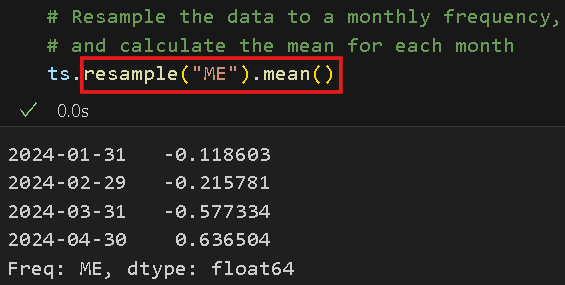 # Resample the data to a monthly frequency,
# and calculate the mean for each month
ts.resample("ME").mean()
0.0s
2024-01-31   -0.118603
2024-02-29   -0.215781
2024-03-31   -0.577334
2024-04-30    0.636504
Freq: ME, dtype: float64